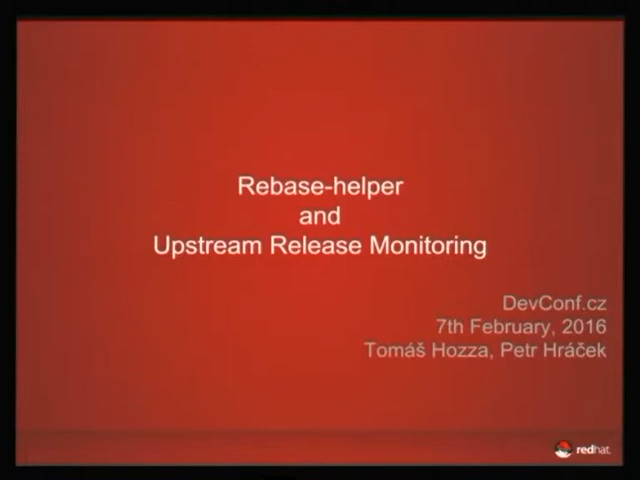 Rebase-helper
and
Upstream Release Monitoring
DevConf.cz
7th February, 2016
Tomáš Hozza, Petr Hráček
redhat.